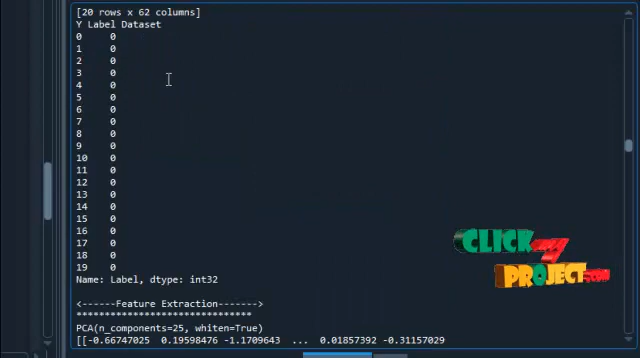 [20 rows x 62 columns]
Y Label Dataset
0 0
1 0
2 0
3 0
4 0
5 0
6 0
7 0
8 0
9 0
10 0
11 0
12 0
13 0
14 0
15 0
16 0
17 0
18 0
19 0
Name: Label, dtype: int32
<------Feature Extraction------->
********************************
PCA(n_components=25, whiten=True)
[[-0.66747025 0.19598476 -1.1709643 ... 0.01857392 -0.31157029
CLICK MY
PROJECT.COM